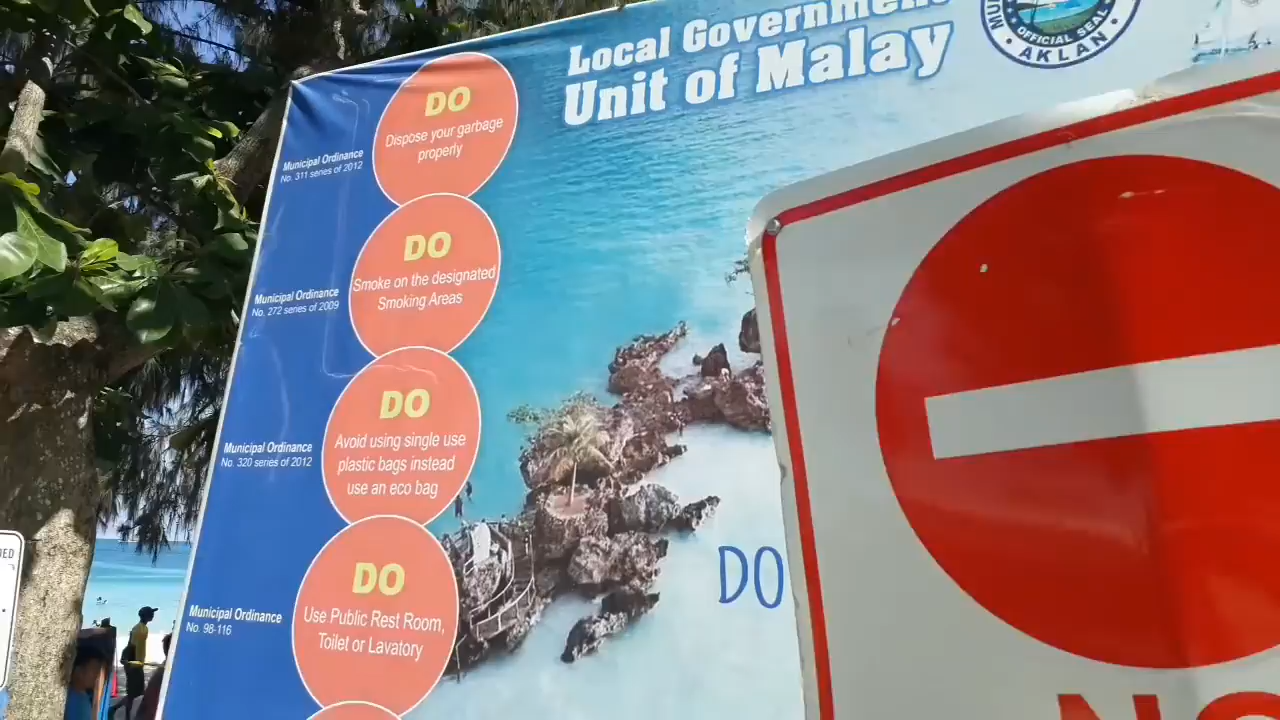 Local Government
Unit of Malay
OFFICIAL SEAL
AKLAN
DO
Dispose your garbage
properly
Municipal Ordinance
No. 311 series of 2012
DO
Smoke on the designated
Smoking Areas
Municipal Ordinance
No. 272 series of 2009
DO
Avoid using single use
plastic bags instead
use an eco bag
Municipal Ordinance
No. 320 series of 2012
DO
Use Public Rest Room,
Toilet or Lavatory
Municipal Ordinance
No. 98-116
DO